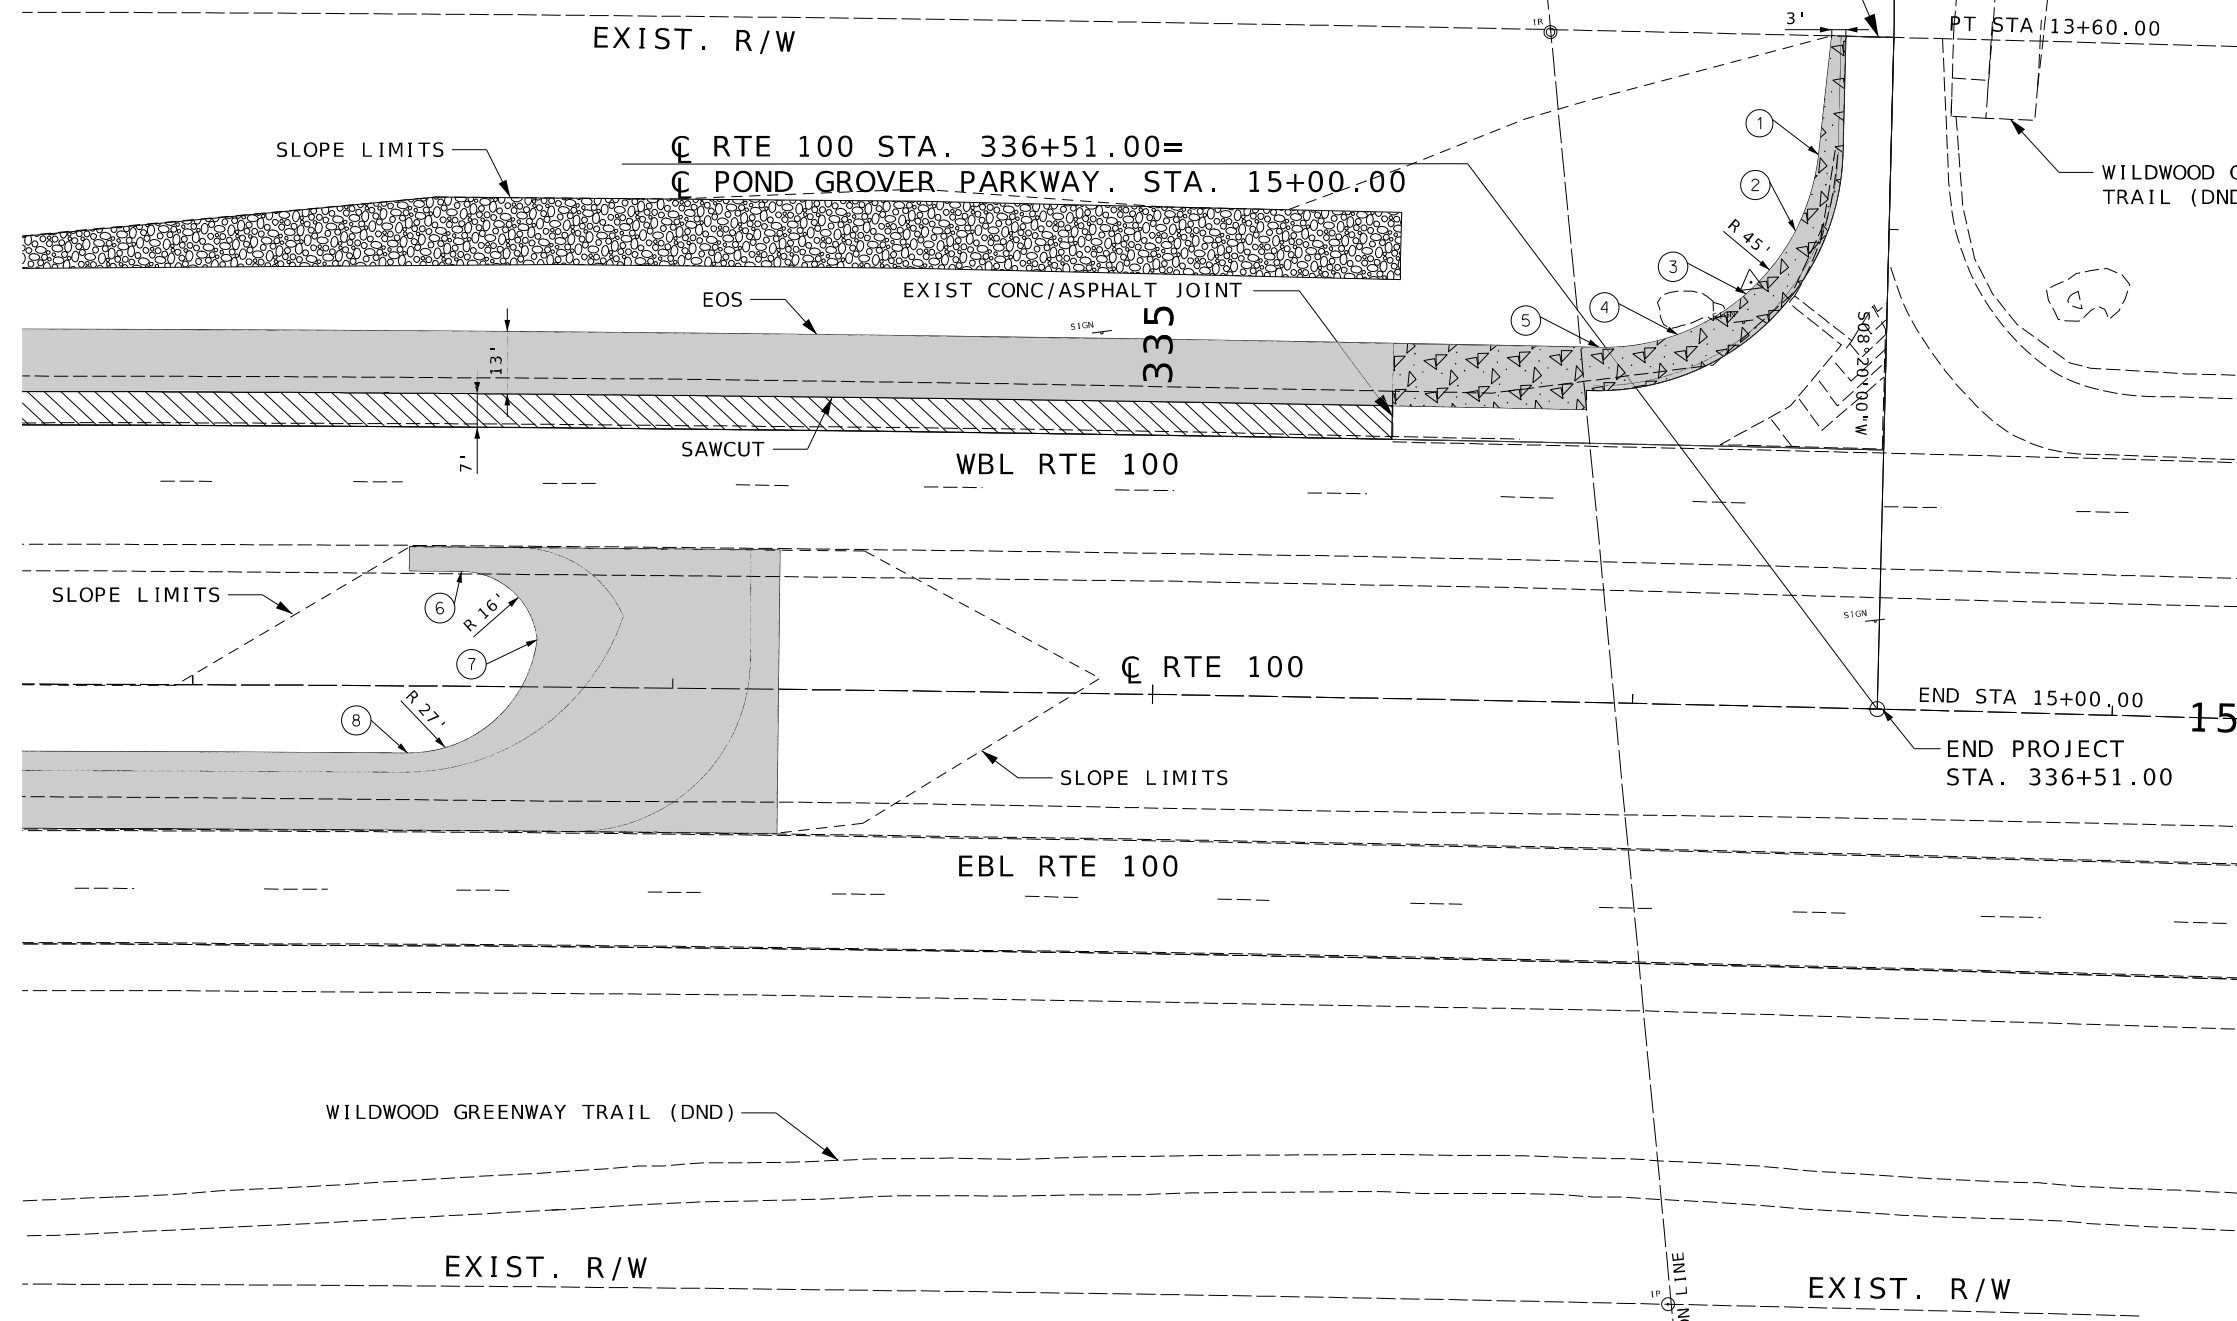 IR
3'
PT STA 13+60.00
EXIST. R/W
1
SLOPE LIMITS
℄ RTE 100 STA. 336+51.00=
℄ POND GROVER PARKWAY. STA. 15+00.00
2
WILDWOOD
TRAIL (DND
R 45'
3
EXIST CONC/ASPHALT JOINT
EOS
4
5
SIGN
SIGN
335
13'
S08°20'00"W
SAWCUT
7'
WBL RTE 100
SLOPE LIMITS
6
R 16'
SIGN
7
℄ RTE 100
END STA 15+00.00
R 27'
8
15
END PROJECT
STA. 336+51.00
SLOPE LIMITS
EBL RTE 100
WILDWOOD GREENWAY TRAIL (DND)
EXIST. R/W
LINE
IP
EXIST. R/W